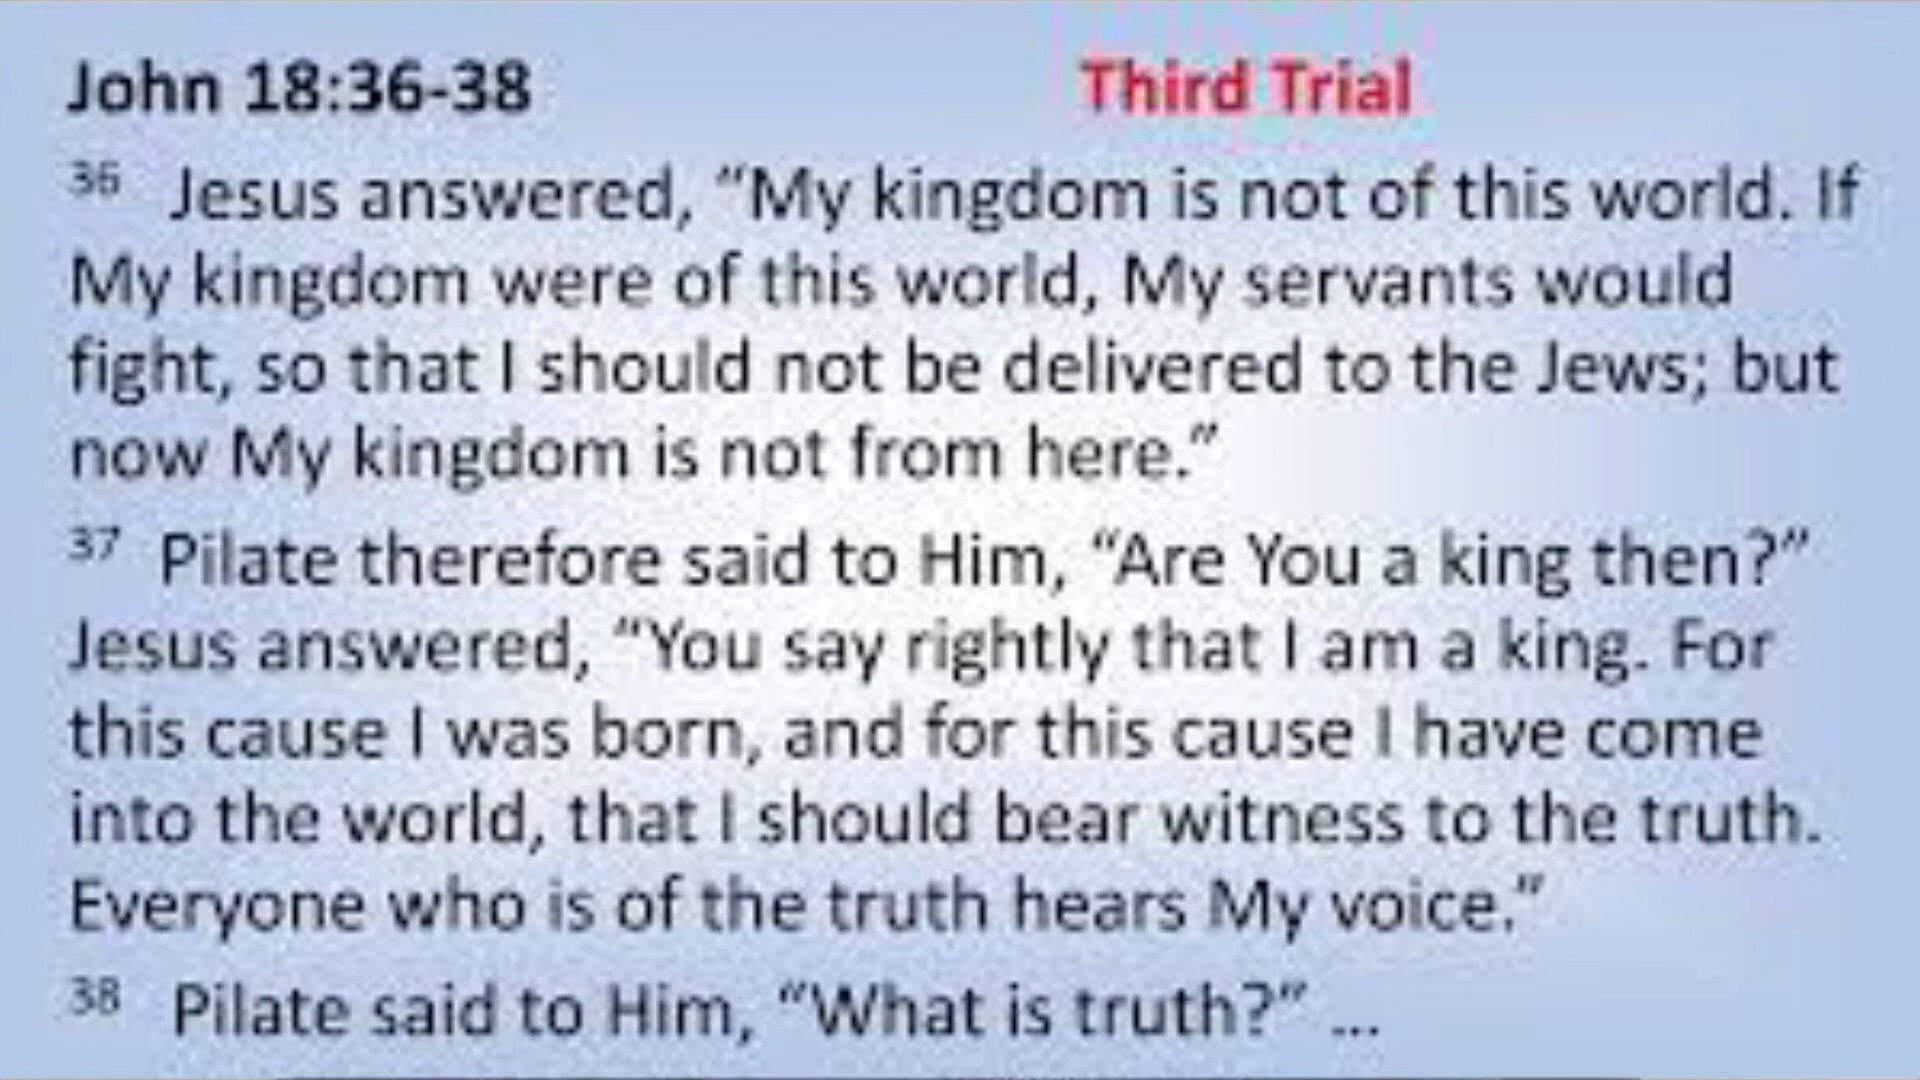 John 18:36-38 Third Trial
36 Jesus answered, “My kingdom is not of this world. If
My kingdom were of this world, My servants would
fight, so that I should not be delivered to the Jews; but
now My kingdom is not from here.”
37 Pilate therefore said to Him, “Are You a king then?”
Jesus answered, “You say rightly that I am a king. For
this cause I was born, and for this cause I have come
into the world, that I should bear witness to the truth.
Everyone who is of the truth hears My voice.”
38 Pilate said to Him, “What is truth?” ...